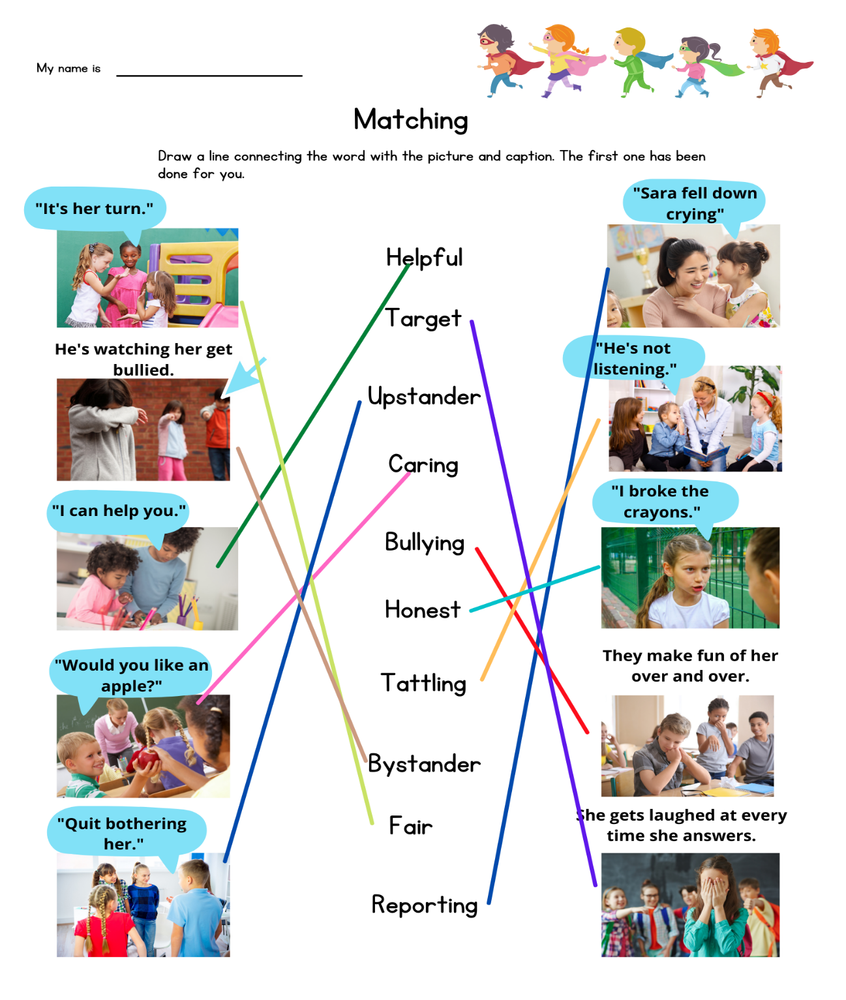 My name is
Matching
Draw a line connecting the word with the picture and caption. The first one has been
done for you.
"It's her turn."
He's watching her get
bullied.
"I can help you."
"Would you like an
apple?"
"Quit bothering
her."
Helpful
Target
Upstander
Caring
Bullying
Honest
Tattling
Bystander
Fair
Reporting
"Sara fell down
crying"
"He's not
listening."
"I broke the
crayons."
They make fun of her
over and over.
She gets laughed at every
time she answers.